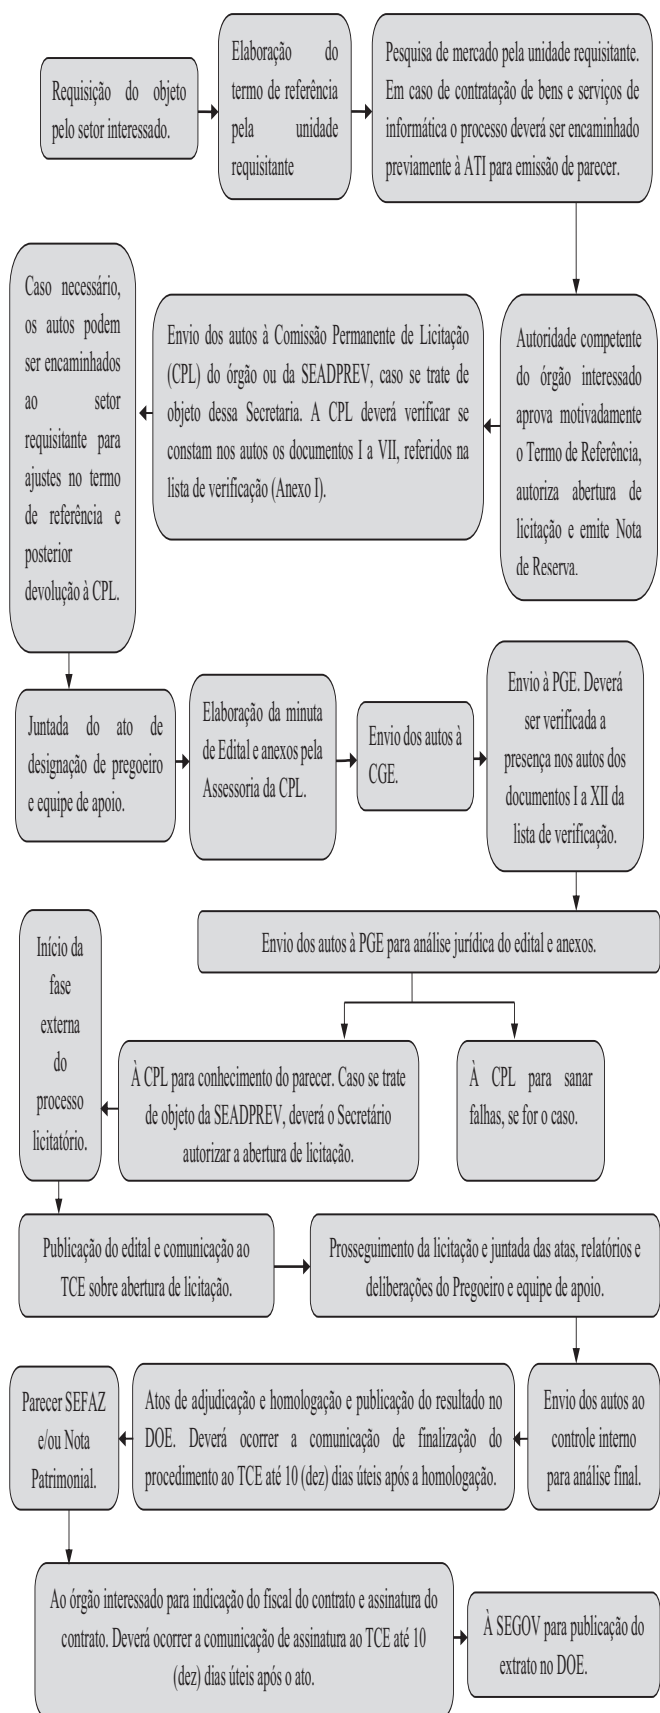 Requisição do objeto
pelo setor interessado.
Elaboração do
termo de referência
pela unidade
requisitante
Pesquisa de mercado pela unidade requisitante.
Em caso de contratação de bens e serviços de
informática o processo deverá ser encaminhado
previamente à ATI para emissão de parecer.
Autoridade competente
do órgão interessado
aprova motivadamente
o Termo de Referência,
autoriza abertura de
licitação e emite Nota
de Reserva.
Envio dos autos à Comissão Permanente de Licitação
(CPL) do órgão ou da SEADPREV, caso se trate de
objeto dessa Secretaria. A CPL deverá verificar se
constam nos autos os documentos I a VII, referidos na
lista de verificação (Anexo I).
Caso necessário,
os autos podem
ser encaminhados
ao setor
requisitante para
ajustes no termo
de referência e
posterior
devolução à CPL.
Juntada do ato de
designação de pregoeiro
e equipe de apoio.
Elaboração da minuta
de Edital e anexos pela
Assessoria da CPL.
Envio dos autos à
CGE.
Envio à PGE. Deverá
ser verificada a
presença nos autos dos
documentos I a XII da
lista de verificação.
Envio dos autos à PGE para análise jurídica do edital e anexos.
À CPL para conhecimento do parecer. Caso se trate
de objeto da SEADPREV, deverá o Secretário
autorizar a abertura de licitação.
À CPL para sanar
falhas, se for o caso.
Início da
fase
externa
do
processo
licitatório.
Publicação do edital e comunicação ao
TCE sobre abertura de licitação.
Prosseguimento da licitação e juntada das atas, relatórios e
deliberações do Pregoeiro e equipe de apoio.
Envio dos autos ao
controle interno
para análise final.
Atos de adjudicação e homologação e publicação do resultado no
DOE. Deverá ocorrer a comunicação de finalização do
procedimento ao TCE até 10 (dez) dias úteis após a homologação.
Parecer SEFAZ
e/ou Nota
Patrimonial.
Ao órgão interessado para indicação do fiscal do contrato e assinatura do
contrato. Deverá ocorrer a comunicação de assinatura ao TCE até 10
(dez) dias úteis após o ato.
À SEGOV para publicação do
extrato no DOE.